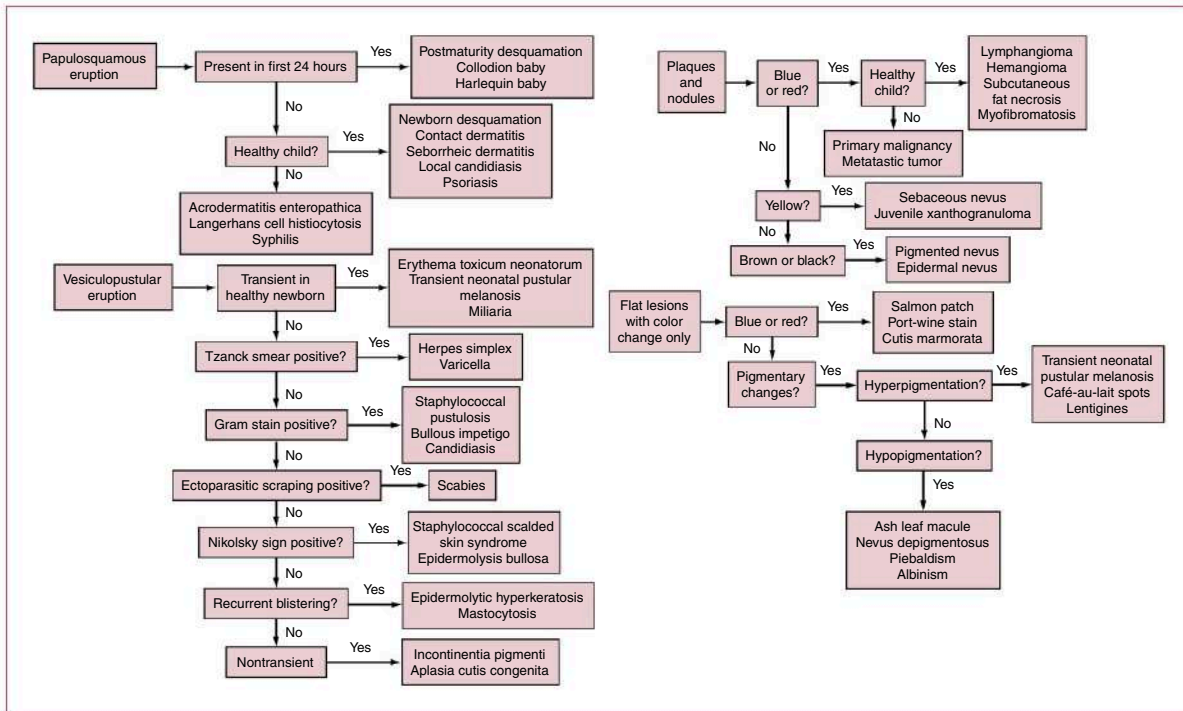 Papulosquamous
eruption
Present in first 24 hours
Yes
Postmaturity desquamation
Collodion baby
Harlequin baby
No
Healthy child?
Yes
Newborn desquamation
Contact dermatitis
Seborrheic dermatitis
Local candidiasis
Psoriasis
No
Acrodermatitis enteropathica
Langerhans cell histiocytosis
Syphilis
Vesiculopustular
eruption
Transient in
healthy newborn
Yes
Erythema toxicum neonatorum
Transient neonatal pustular
melanosis
Miliaria
No
Tzanck smear positive?
Yes
Herpes simplex
Varicella
No
Gram stain positive?
Yes
Staphylococcal
pustulosis
Bullous impetigo
Candidiasis
No
Ectoparasitic scraping positive?
Yes
Scabies
No
Nikolsky sign positive?
Yes
Staphylococcal scalded
skin syndrome
Epidermolysis bullosa
No
Recurrent blistering?
Yes
Epidermolytic hyperkeratosis
Mastocytosis
No
Nontransient
Yes
Incontinentia pigmenti
Aplasia cutis congenita
Plaques
and
nodules
Blue
or red?
Yes
Healthy
child?
Yes
Lymphangioma
Hemangioma
Subcutaneous
fat necrosis
Myofibromatosis
No
Primary malignancy
Metatastic tumor
No
Yellow?
Yes
Sebaceous nevus
Juvenile xanthogranuloma
No
Brown or black?
Yes
Pigmented nevus
Epidermal nevus
Flat lesions
with color
change only
Blue or red?
Yes
Salmon patch
Port-wine stain
Cutis marmorata
No
Pigmentary
changes?
Yes
Hyperpigmentation?
Yes
Transient neonatal
pustular melanosis
Café-au-lait spots
Lentigines
No
Hypopigmentation?
Yes
Ash leaf macule
Nevus depigmentosus
Piebaldism
Albinism